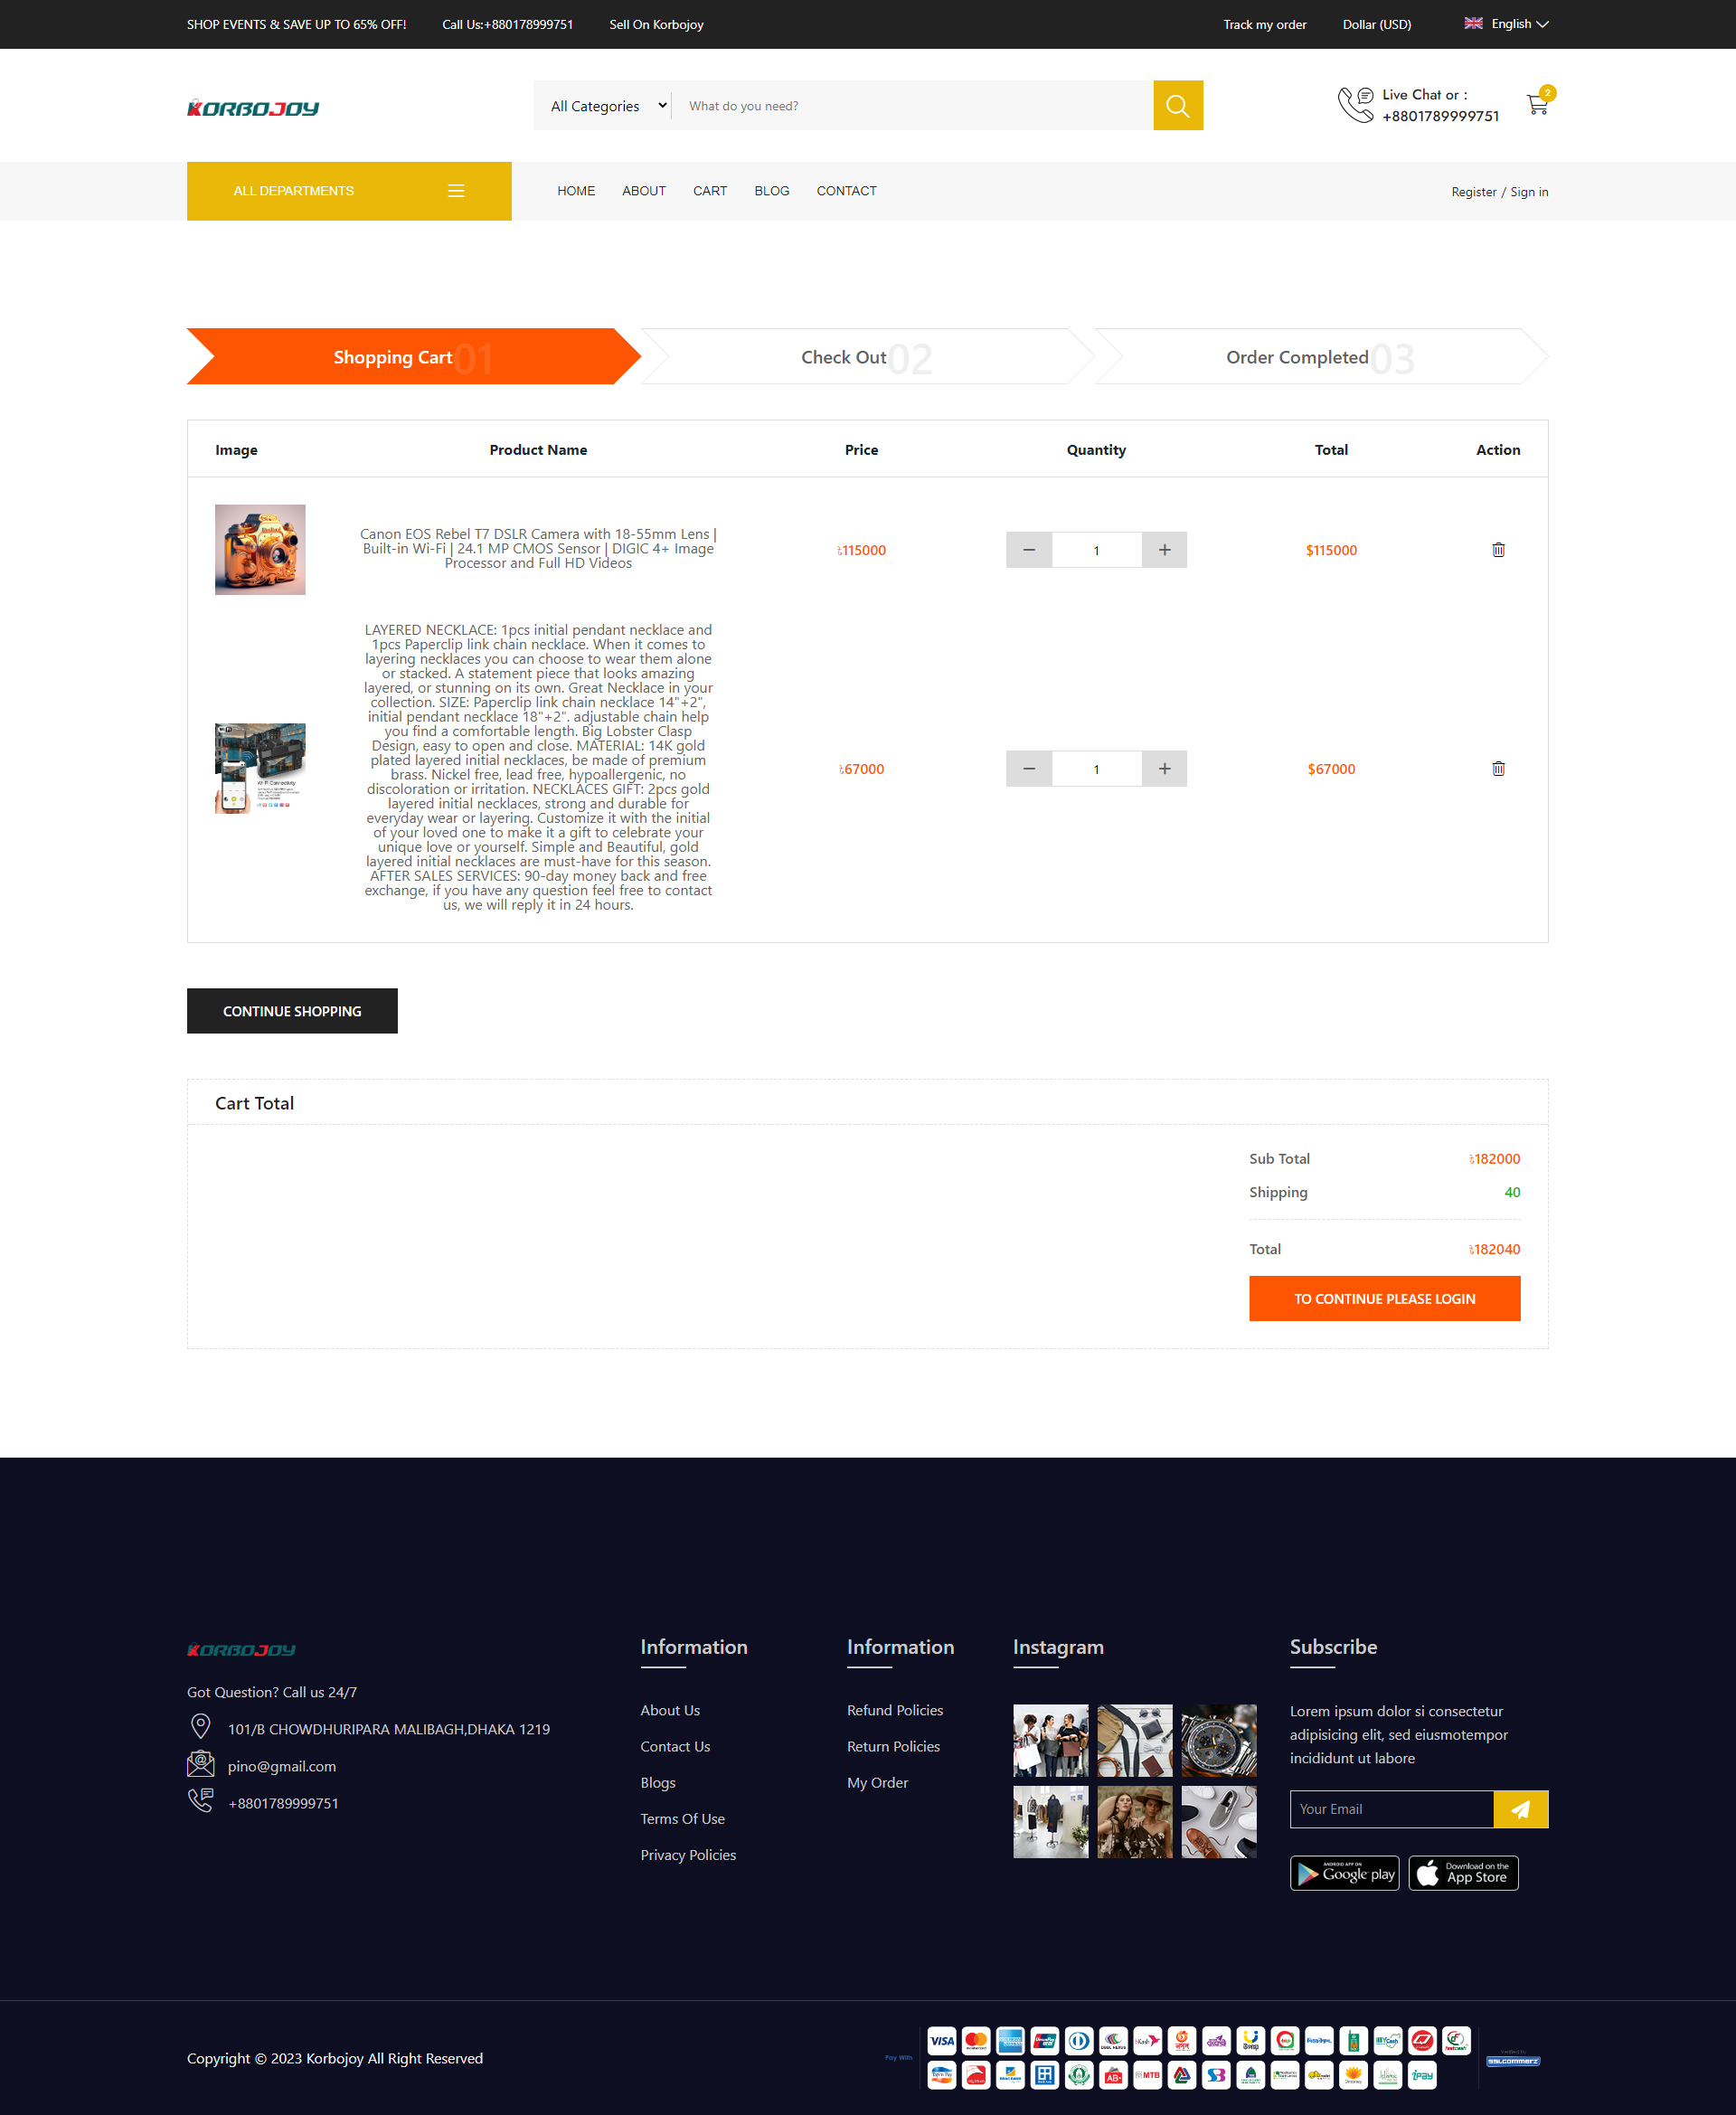 SHOP EVENTS & SAVE UP TO 65% OFF! Call Us:+880178999751 Sell On Korbojoy Track my order Dollar (USD) English
KORBOJOY All Categories What do you need? Live Chat or :
+8801789999751 2
ALL DEPARTMENTS HOME ABOUT CART BLOG CONTACT Register / Sign in
Shopping Cart 01 Check Out 02 Order Completed 03
Image Product Name Price Quantity Total Action
Canon EOS Rebel T7 DSLR Camera with 18-55mm Lens |
Built-in Wi-Fi | 24.1 MP CMOS Sensor | DIGIC 4+ Image
Processor and Full HD Videos
৳115000 − 1 + $115000
LAYERED NECKLACE: 1pcs initial pendant necklace and
1pcs Paperclip link chain necklace. When it comes to
layering necklaces you can choose to wear them alone
or stacked. A statement piece that looks amazing
layered, or stunning on its own. Great Necklace in your
collection. SIZE: Paperclip link chain necklace 14"+2",
initial pendant necklace 18"+2". adjustable chain help
you find a comfortable length. Big Lobster Clasp
Design, easy to open and close. MATERIAL: 14K gold
plated layered initial necklaces, be made of premium
brass. Nickel free, lead free, hypoallergenic, no
discoloration or irritation. NECKLACES GIFT: 2pcs gold
layered initial necklaces, strong and durable for
everyday wear or layering. Customize it with the initial
of your loved one to make it a gift to celebrate your
unique love or yourself. Simple and Beautiful, gold
layered initial necklaces are must-have for this season.
AFTER SALES SERVICES: 90-day money back and free
exchange, if you have any question feel free to contact
us, we will reply it in 24 hours.
Wi-Fi Connectivity
৳67000 − 1 + $67000
CONTINUE SHOPPING
Cart Total
Sub Total ৳182000
Shipping 40
Total ৳182040
TO CONTINUE PLEASE LOGIN
KORBOJOY
Got Question? Call us 24/7
101/B CHOWDHURIPARA MALIBAGH,DHAKA 1219
pino@gmail.com
+8801789999751
Information
About Us
Contact Us
Blogs
Terms Of Use
Privacy Policies
Information
Refund Policies
Return Policies
My Order
Instagram
Subscribe
Lorem ipsum dolor si consectetur
adipisicing elit, sed eiusmotempor
incididunt ut labore
Your Email
ANDROID APP ON
Google play
Download on the
App Store
Copyright © 2023 Korbojoy All Right Reserved
Pay With
VISA
AB
MTB
iPay
SSLCOMMERZ